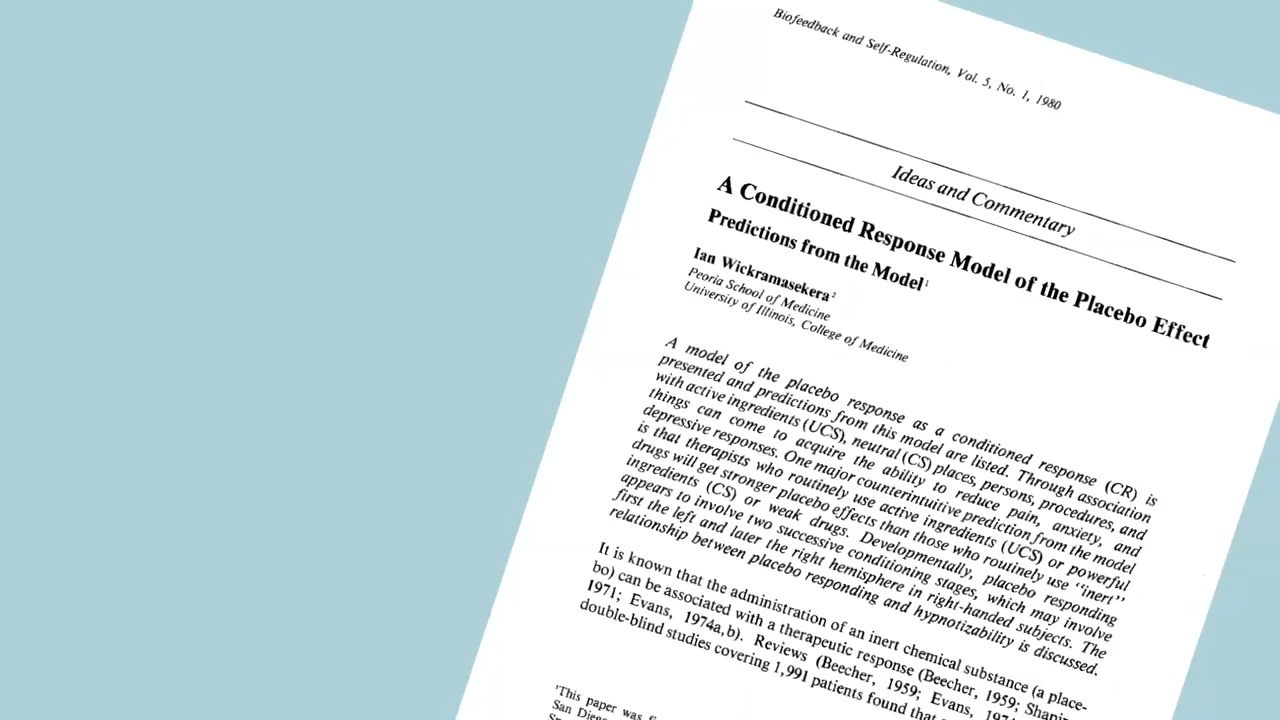 Biofeedback and Self-Regulation, Vol. 5, No. 1, 1980
Ideas and Commentary
A Conditioned Response Model of the Placebo Effect
Predictions from the Model¹
Ian Wickramasekera²
Peoria School of Medicine
University of Illinois, College of Medicine
A model of the placebo response as a conditioned response (CR) is
presented and predictions from this model are listed. Through association
with active ingredients (UCS), neutral (CS) places, persons, procedures, and
things can come to acquire the ability to reduce pain, anxiety, and
depressive responses. One major counterintuitive prediction from the model
is that therapists who routinely use active ingredients (UCS) or powerful
drugs will get stronger placebo effects than those who routinely use "inert"
ingredients (CS) or weak drugs. Developmentally, placebo responding
appears to involve two successive conditioning stages, which may involve
first the left and later the right hemisphere in right-handed subjects. The
relationship between placebo responding and hypnotizability is discussed.
It is known that the administration of an inert chemical substance (a place-
bo) can be associated with a therapeutic response (Beecher, 1959; Shapi
1971; Evans, 1974a,b). Reviews (Beecher, 1959; Evans, 197
double-blind studies covering 1,991 patients found that
¹This paper was
San Dieg